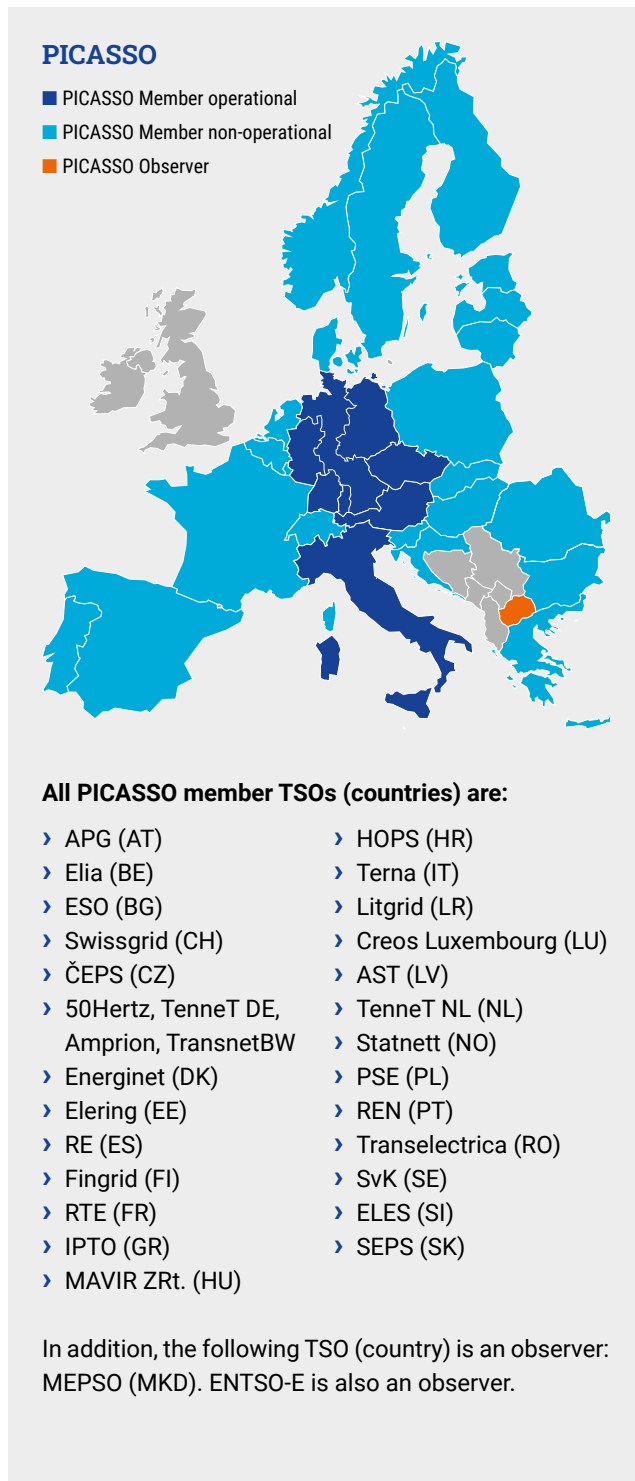 PICASSO
PICASSO Member operational
PICASSO Member non-operational
PICASSO Observer
All PICASSO member TSOs (countries) are:
› APG (AT)
› Elia (BE)
› ESO (BG)
› Swissgrid (CH)
› ČEPS (CZ)
› 50Hertz, TenneT DE,
Amprion, TransnetBW
› Energinet (DK)
› Elering (EE)
› RE (ES)
› Fingrid (FI)
› RTE (FR)
› IPTO (GR)
› MAVIR ZRt. (HU)
› HOPS (HR)
› Terna (IT)
› Litgrid (LR)
› Creos Luxembourg (LU)
› AST (LV)
› TenneT NL (NL)
› Statnett (NO)
› PSE (PL)
› REN (PT)
› Transelectrica (RO)
› SvK (SE)
› ELES (SI)
› SEPS (SK)
In addition, the following TSO (country) is an observer:
MEPSO (MKD). ENTSO-E is also an observer.